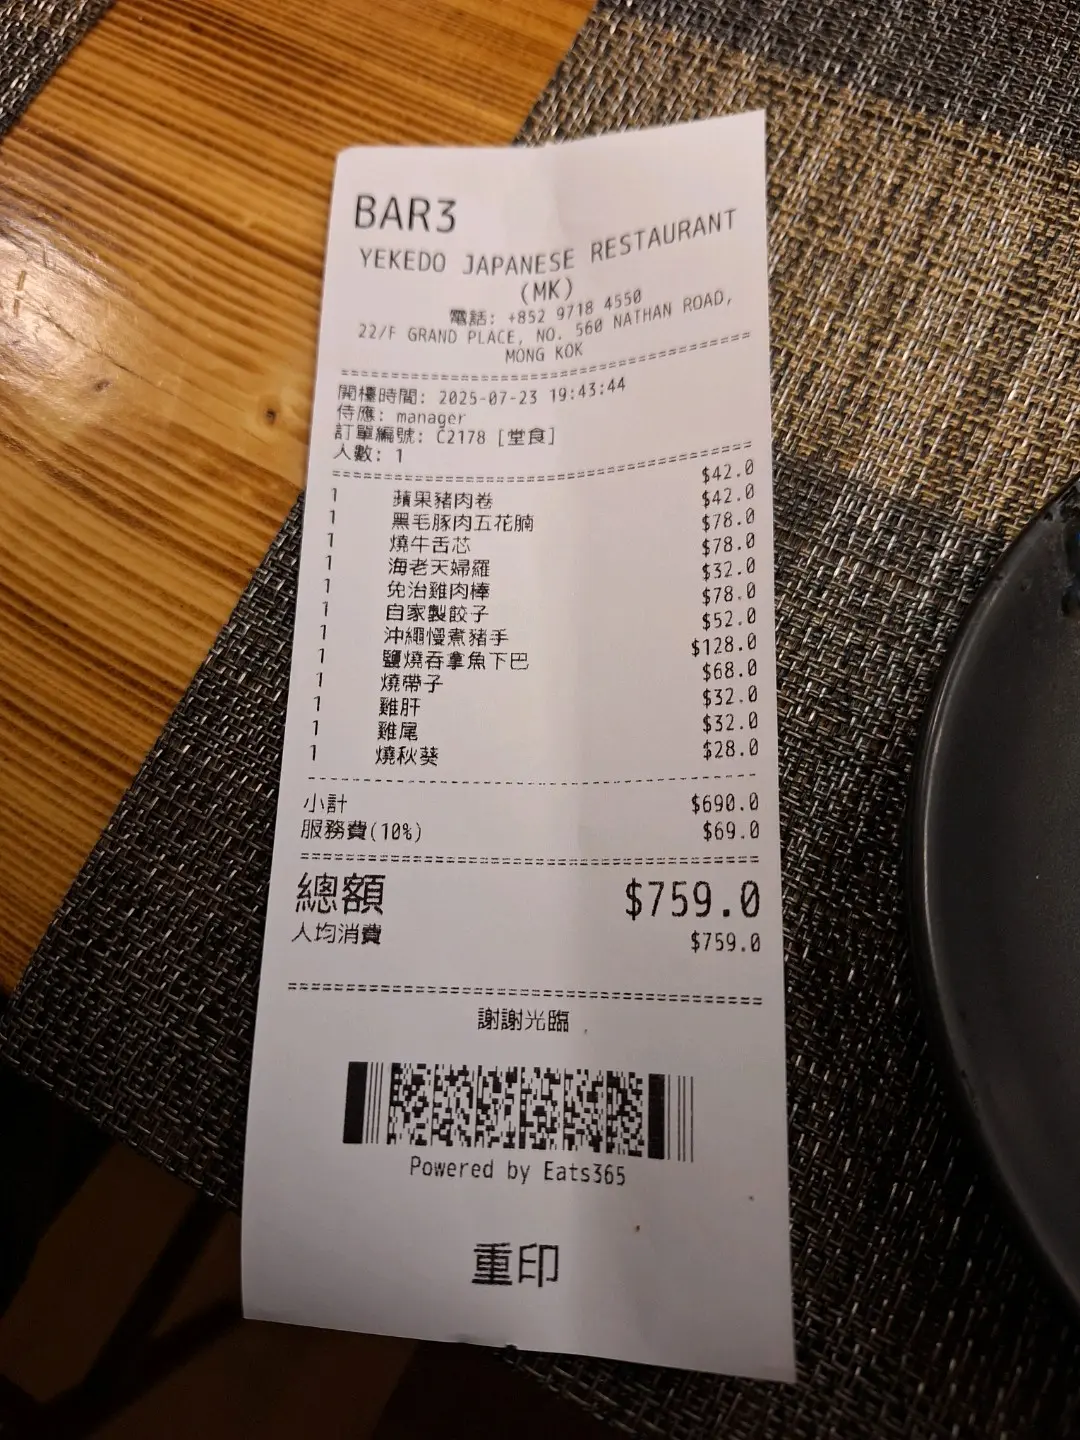 BAR3
YEKEDO JAPANESE RESTAURANT
(MK)
電話: +852 9718 4550
22/F GRAND PLACE, NO. 560 NATHAN ROAD,
MONG KOK
開檯時間: 2025-07-23 19:43:44
侍應: manager
訂單編號: C2178 [堂食]
人數: 1
1 蘋果豬肉卷 $42.0
1 黑毛豚肉五花腩 $42.0
1 燒牛舌芯 $78.0
1 海老天婦羅 $78.0
1 免治雞肉棒 $32.0
1 自家製餃子 $78.0
1 沖繩慢煮豬手 $52.0
1 鹽燒吞拿魚下巴 $128.0
1 燒帶子 $68.0
1 雞肝 $32.0
1 雞尾 $32.0
1 燒秋葵 $28.0
小計 $690.0
服務費(10%) $69.0
總額 $759.0
人均消費 $759.0
謝謝光臨
Powered by Eats365
重印